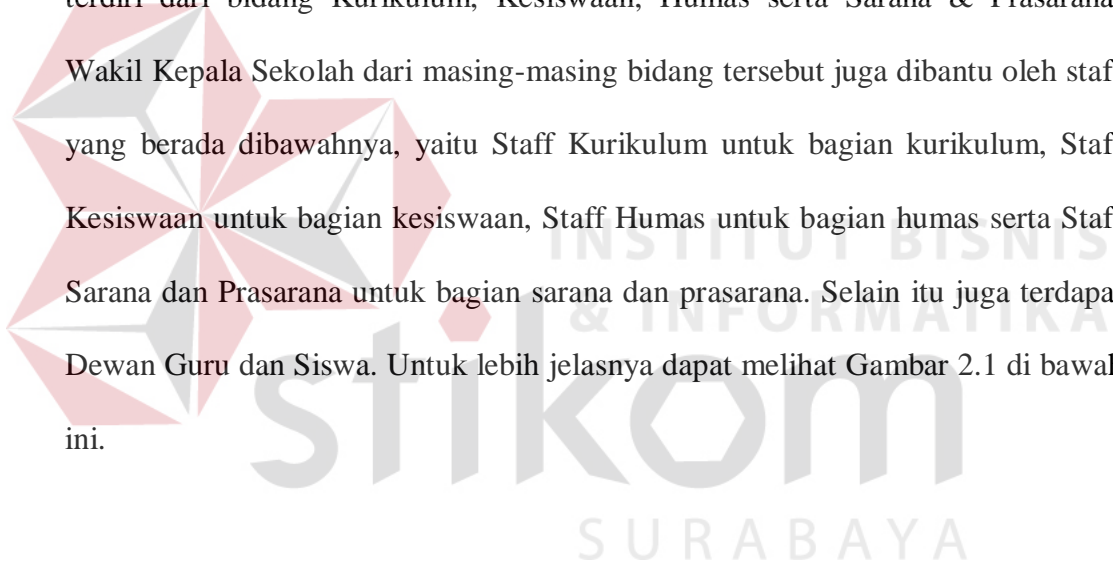 terdiri dari bidang Kurikulum, Kesiswaan, Humas serta Sarana & Prasarana
Wakil Kepala Sekolah dari masing-masing bidang tersebut juga dibantu oleh staf
yang berada dibawahnya, yaitu Staff Kurikulum untuk bagian kurikulum, Staf
Kesiswaan untuk bagian kesiswaan, Staff Humas untuk bagian humas serta Staf
Sarana dan Prasarana untuk bagian sarana dan prasarana. Selain itu juga terdapa
Dewan Guru dan Siswa. Untuk lebih jelasnya dapat melihat Gambar 2.1 di bawa
ini.
INSTITUT BISNIS
& INFORMATIKA
stikom
SURABAYA